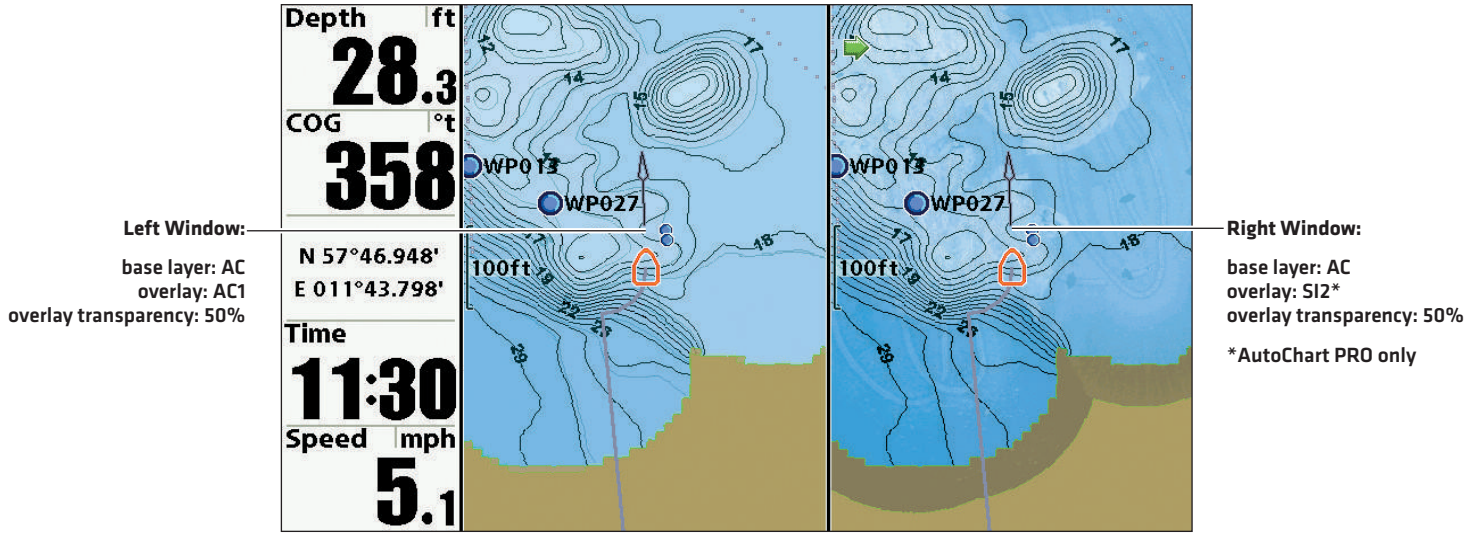 Depth ft
28.3
COG °t
358
N 57°46.948'
E 011°43.798'
Time
11:30
Speed mph
5.1
Left Window:
base layer: AC
overlay: AC1
overlay transparency: 50%
12
14
17
15
WP013
WP027
17
19
100ft
22
18
29
12
14
17
15
WP013
WP027
17
19
100ft
22
18
29
Right Window:
base layer: AC
overlay: SI2*
overlay transparency: 50%
*AutoChart PRO only